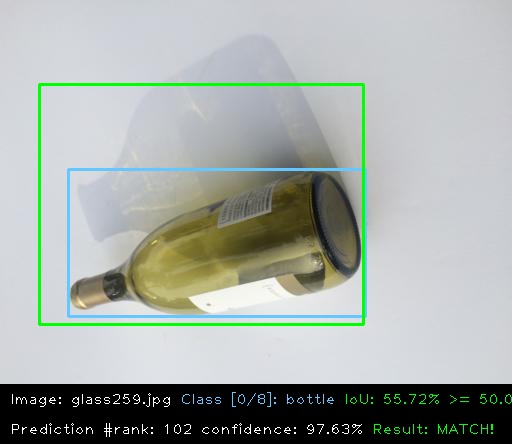 Image: glass259.jpg Class [0/8]: bottle IoU: 55.72% >= 50.0
Prediction #rank: 102 confidence: 97.63% Result: MATCH!